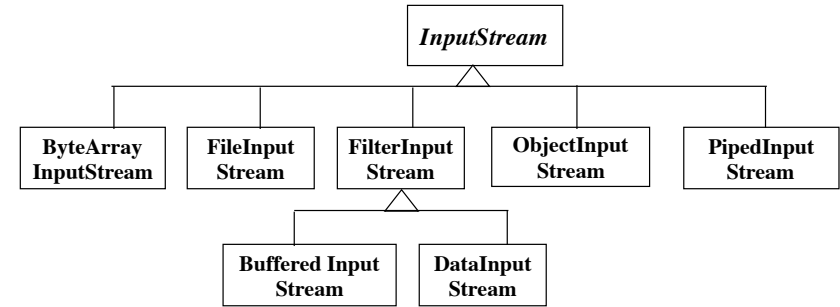 InputStream
ByteArray
InputStream
FileInput
Stream
FilterInput
Stream
ObjectInput
Stream
PipedInput
Stream
Buffered Input
Stream
DataInput
Stream